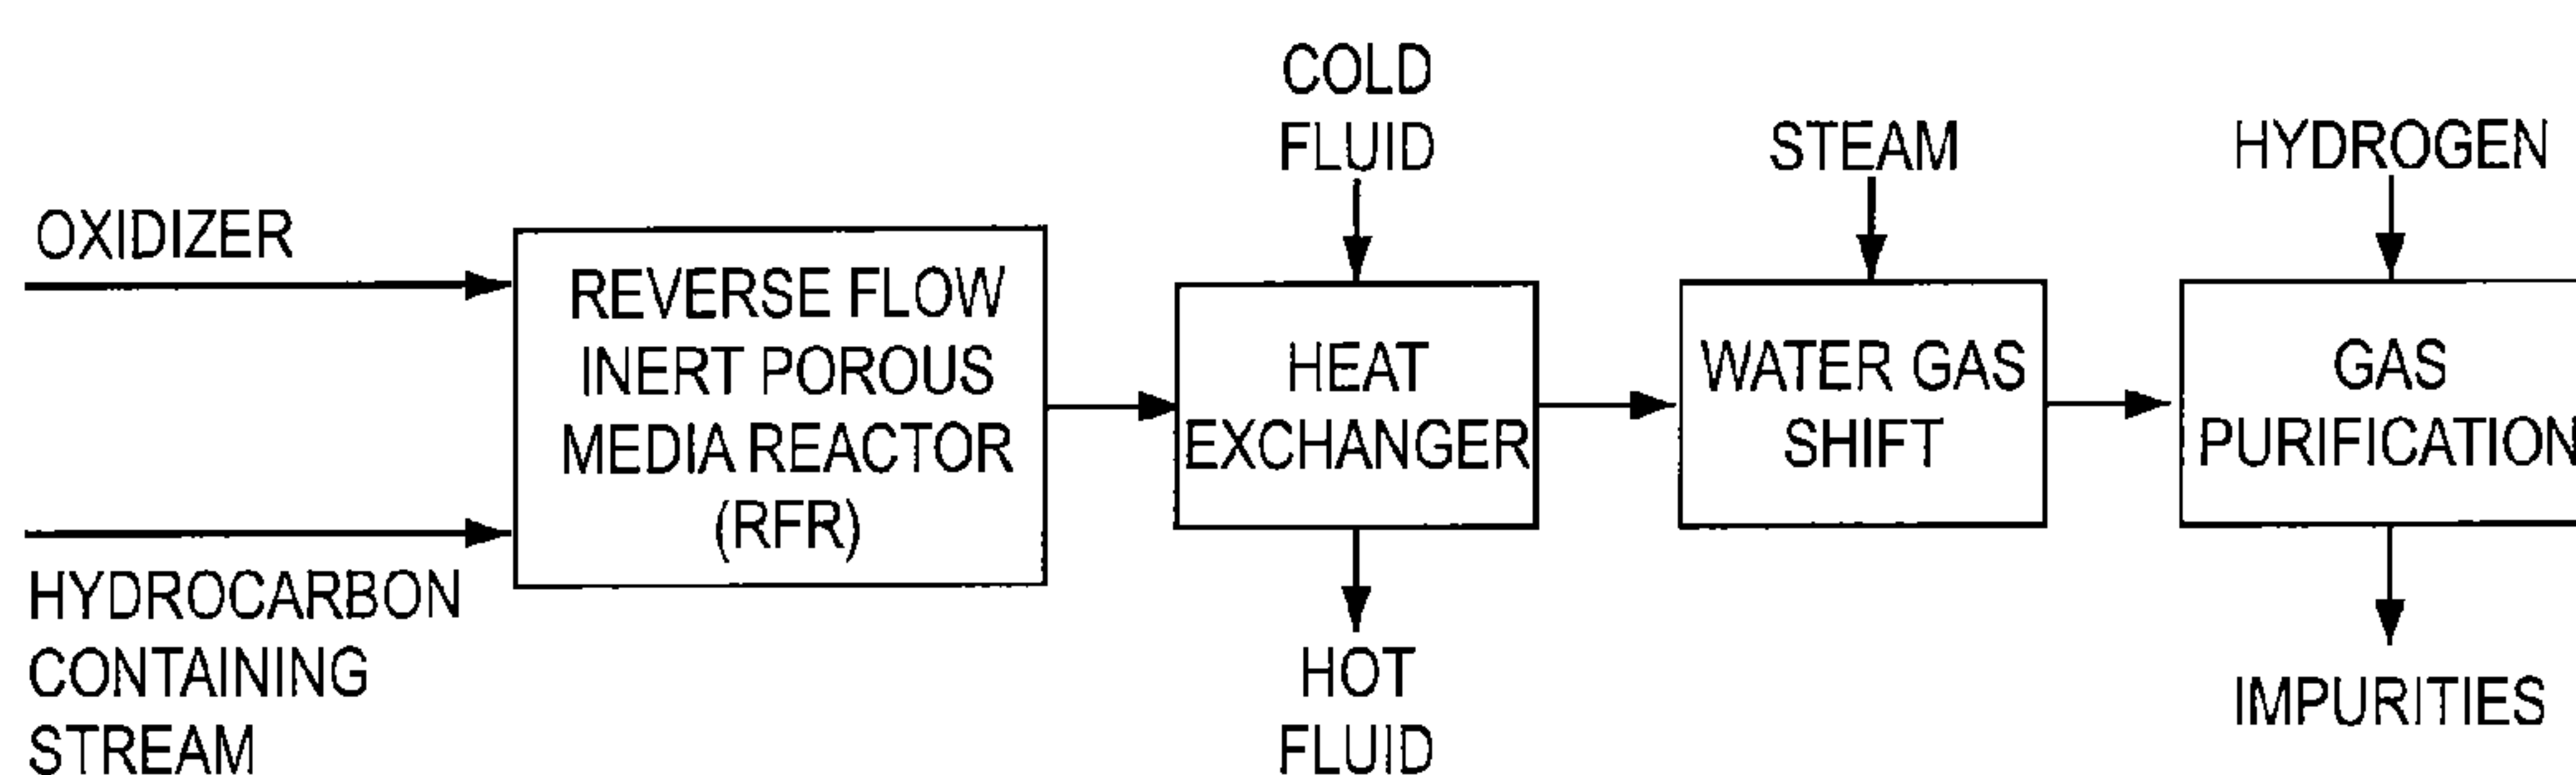 OXIDIZER
HYDROCARBON
CONTAINING
STREAM
REVERSE FLOW
INERT POROUS
MEDIA REACTOR
(RFR)
COLD
FLUID
HEAT
EXCHANGER
HOT
FLUID
STEAM
WATER GAS
SHIFT
HYDROGEN
GAS
PURIFICATION
IMPURITIES